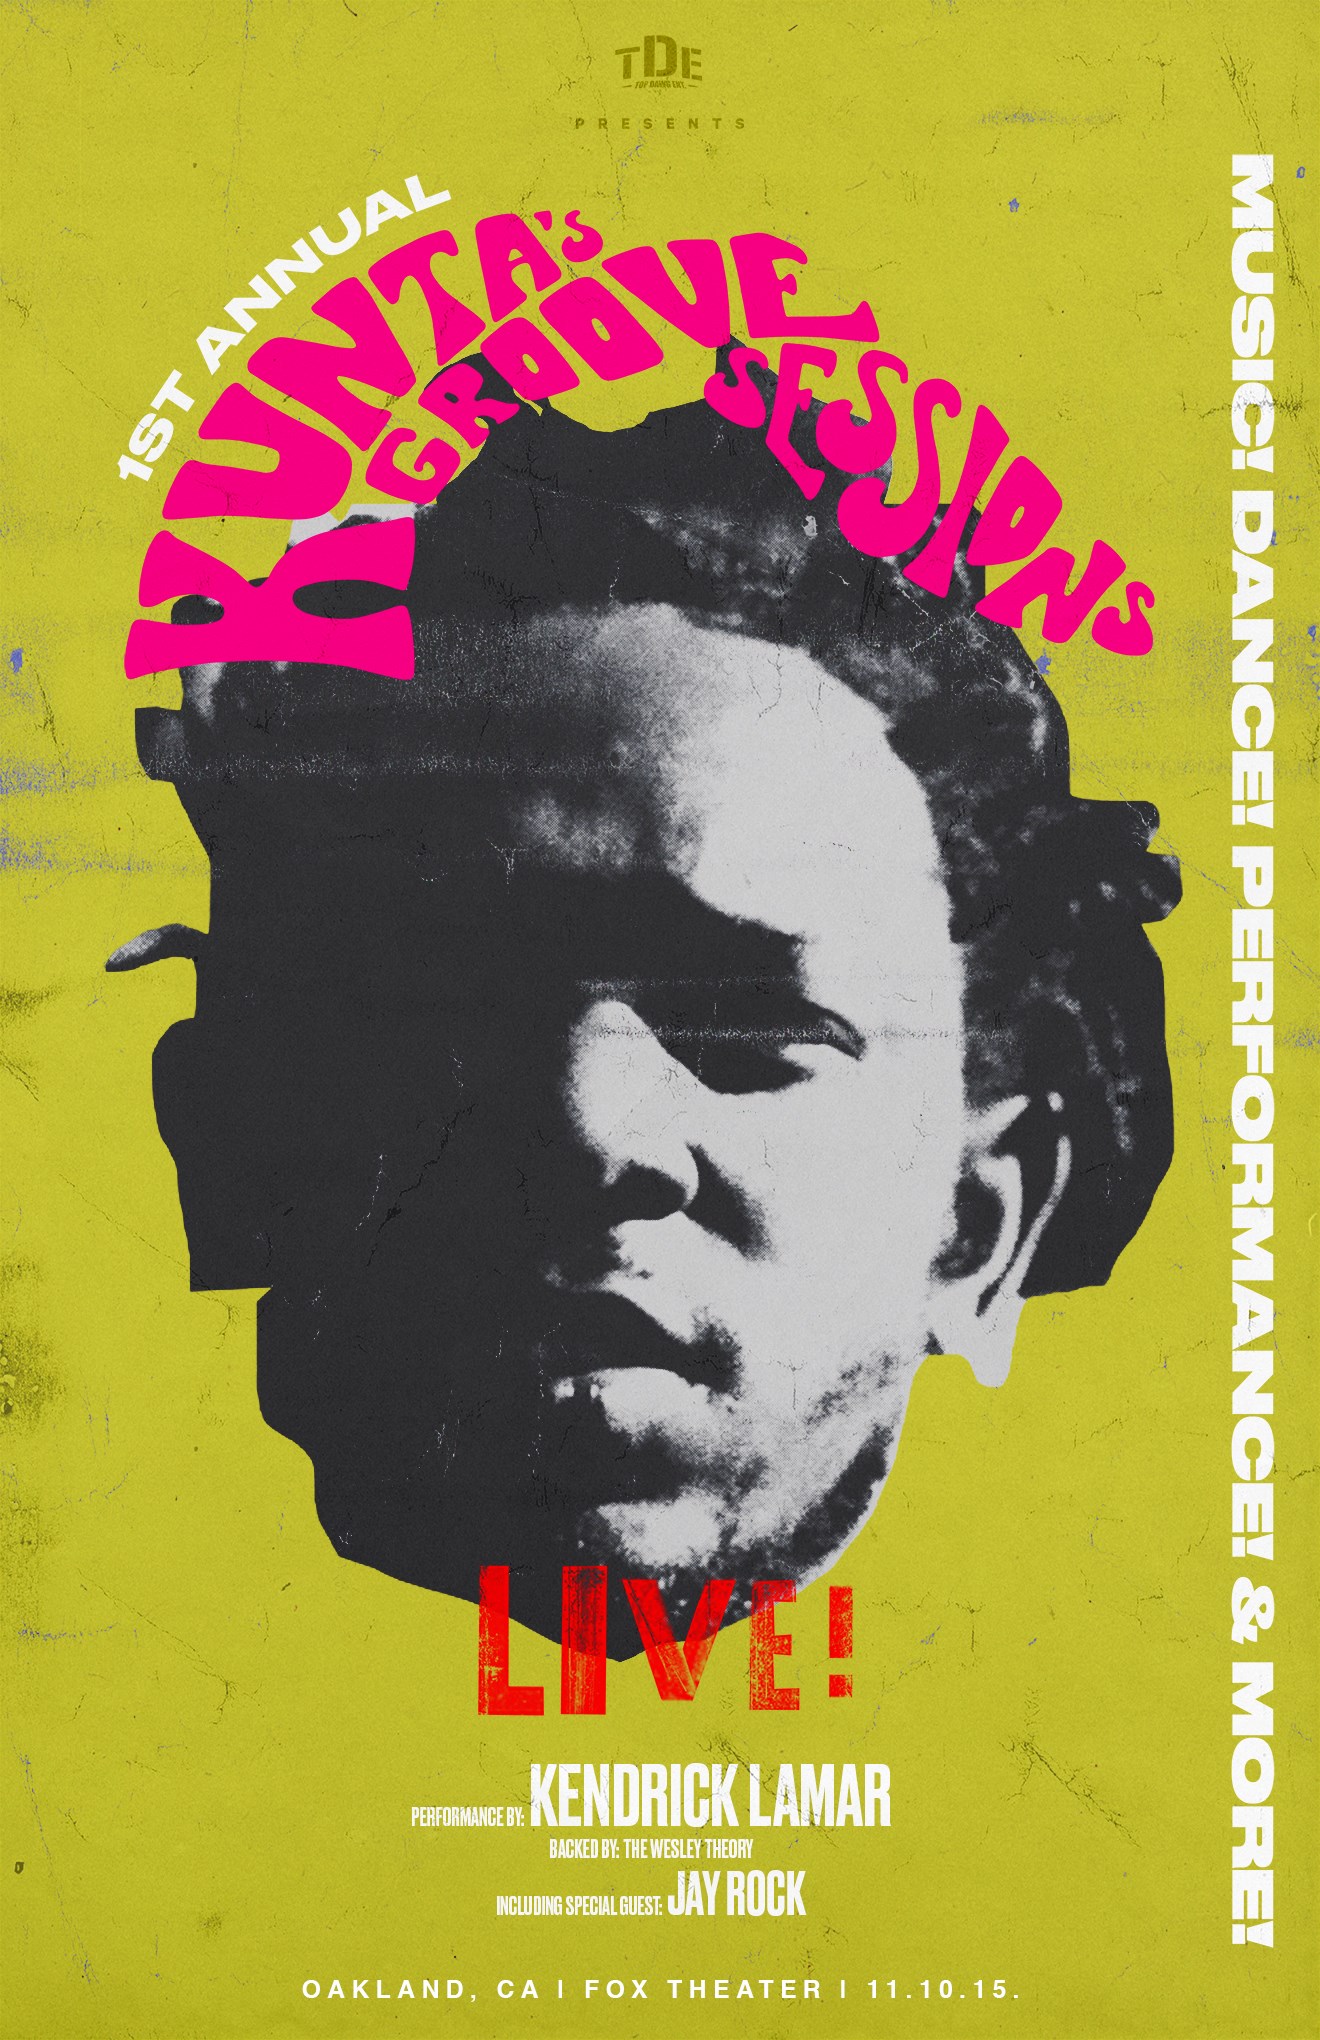 TDE
TOP DAWG ENT.
PRESENTS
1ST ANNUAL
KUNTA'S
GROOVE
SESSIONS
MUSIC! DANCE! PERFORMANCE! & MORE!
LIVE!
PERFORMANCE BY: KENDRICK LAMAR
BACKED BY: THE WESLEY THEORY
INCLUDING SPECIAL GUEST: JAY ROCK
OAKLAND, CA | FOX THEATER | 11.10.15.